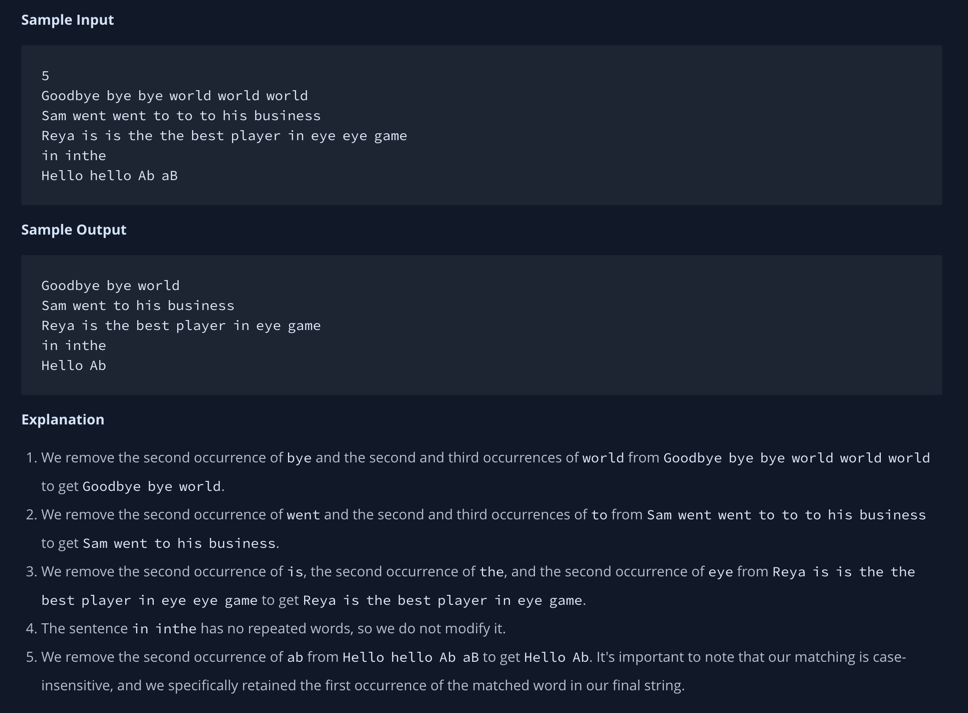 Sample Input
5
Goodbye bye bye world world world
Sam went went to to to his business
Reya is is the the best player in eye eye game
in inthe
Hello hello Ab aB
Sample Output
Goodbye bye world
Sam went to his business
Reya is the best player in eye game
in inthe
Hello Ab
Explanation
1. We remove the second occurrence of bye and the second and third occurrences of world from Goodbye bye bye world world world
to get Goodbye bye world.
2. We remove the second occurrence of went and the second and third occurrences of to from Sam went went to to to his business
to get Sam went to his business.
3. We remove the second occurrence of is, the second occurrence of the, and the second occurrence of eye from Reya is is the the
best player in eye eye game to get Reya is the best player in eye game.
4. The sentence in inthe has no repeated words, so we do not modify it.
5. We remove the second occurrence of ab from Hello hello Ab aB to get Hello Ab. It's important to note that our matching is case-
insensitive, and we specifically retained the first occurrence of the matched word in our final string.